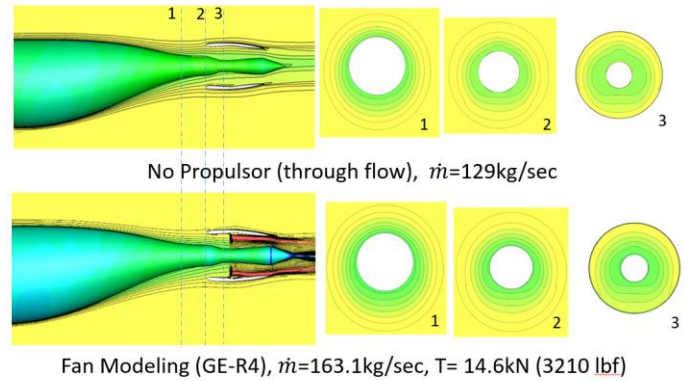 1 2 3
1
2
3
No Propulsor (through flow), ṁ=129kg/sec
1
2
3
Fan Modeling (GE-R4), ṁ=163.1kg/sec, T= 14.6kN (3210 lbf)